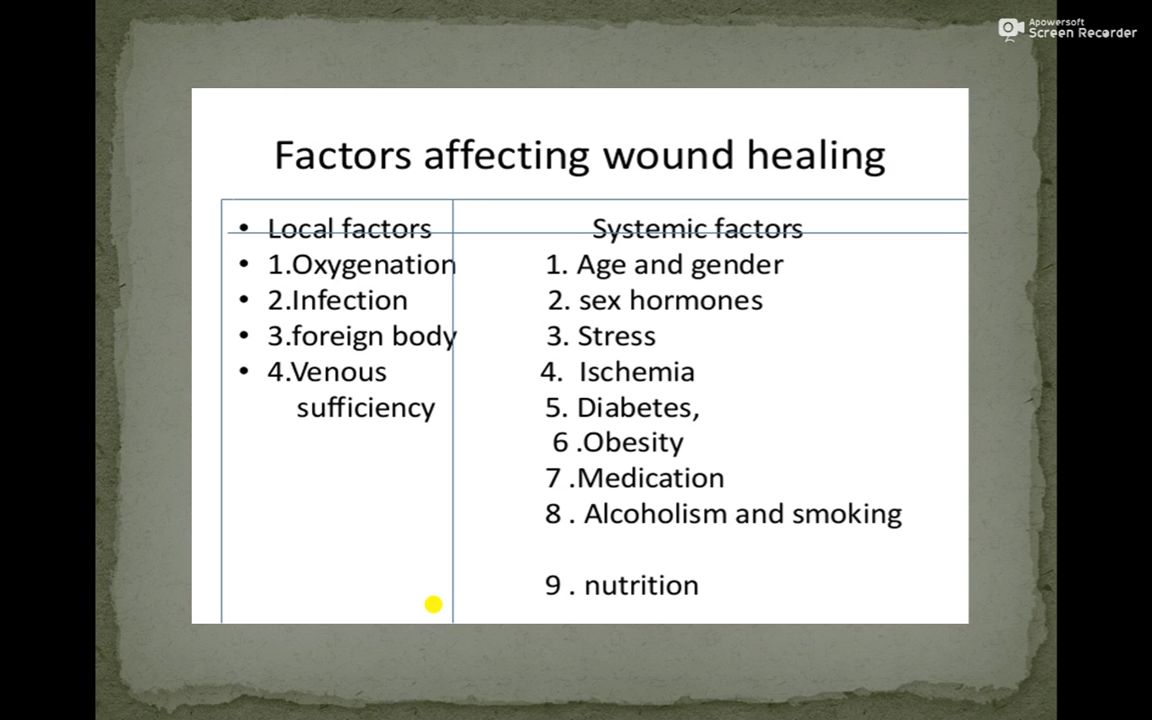 Apowersoft
Screen Recorder
Factors affecting wound healing
• Local factors
Systemic factors
• 1.Oxygenation
1. Age and gender
• 2.Infection
2. sex hormones
• 3.foreign body
3. Stress
• 4.Venous
4. Ischemia
sufficiency
5. Diabetes,
6 .Obesity
7 .Medication
8 . Alcoholism and smoking
9 . nutrition